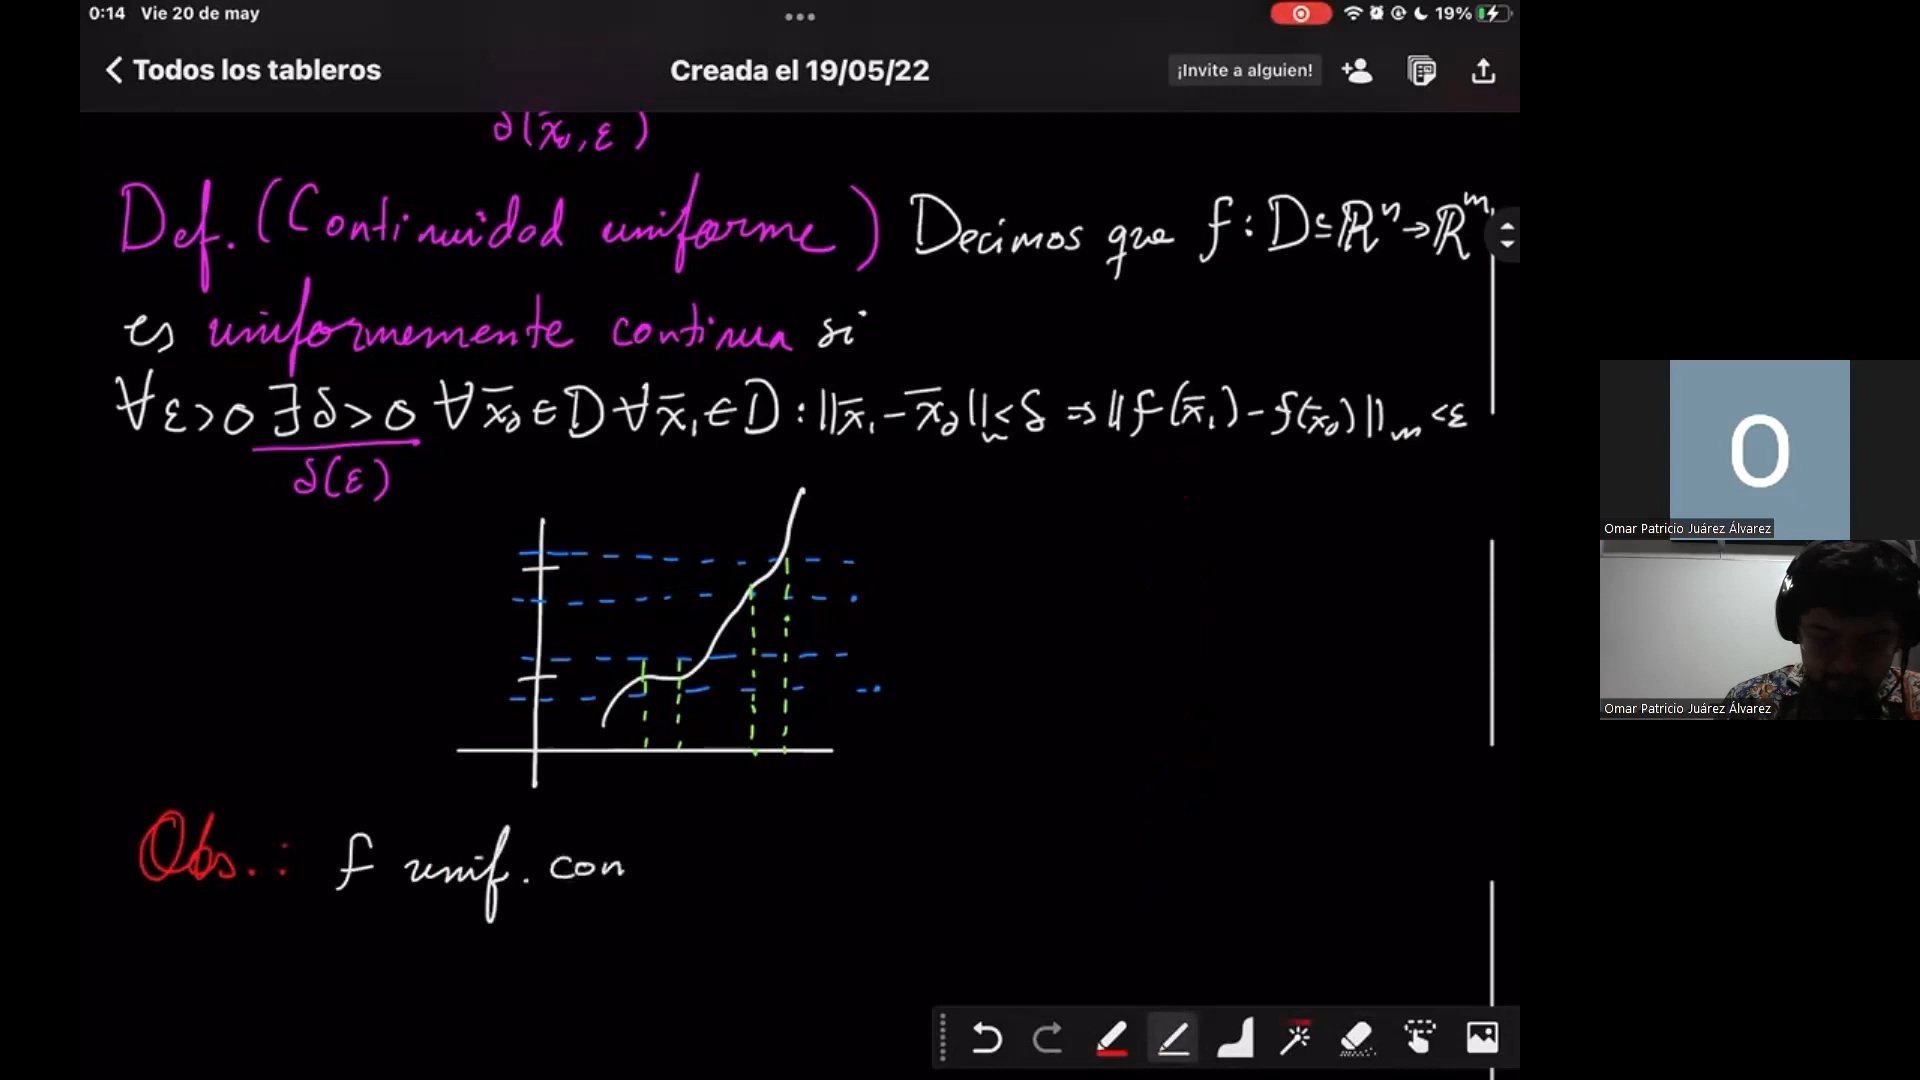 0:14 Vie 20 de may
19%
Todos los tableros
Creada el 19/05/22
¡Invite a alguien!
δ(x̄₀, ε)
Def. (Continuidad uniforme) Decimos que f: D⊆ℝⁿ→ℝᵐ,
es uniformemente continua si
∀ε>0 ∃δ>0 ∀x̄₀∈D ∀x̄₁∈D : ||x̄₁-x̄₀||ₙ<δ ⇒ ||f(x̄₁)-f(x̄₀)||ₘ<ε
δ(ε)
Obs.: f unif. con
O
Omar Patricio Juárez Álvarez
Omar Patricio Juárez Álvarez